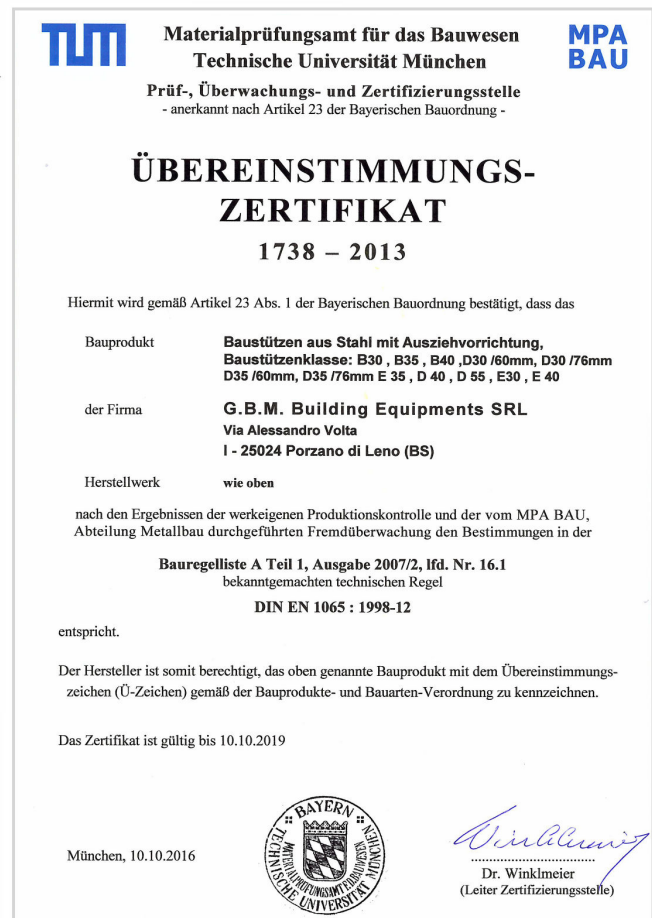 TUM
Materialprüfungsamt für das Bauwesen
Technische Universität München
MPA
BAU
Prüf-, Überwachungs- und Zertifizierungsstelle
- anerkannt nach Artikel 23 der Bayerischen Bauordnung -
ÜBEREINSTIMMUNGS-
ZERTIFIKAT
1738 – 2013
Hiermit wird gemäß Artikel 23 Abs. 1 der Bayerischen Bauordnung bestätigt, dass das
Bauprodukt Baustützen aus Stahl mit Ausziehvorrichtung,
Baustützenklasse: B30 , B35 , B40 ,D30 /60mm, D30 /76mm
D35 /60mm, D35 /76mm E 35 , D 40 , D 55 , E30 , E 40
der Firma G.B.M. Building Equipments SRL
Via Alessandro Volta
I - 25024 Porzano di Leno (BS)
Herstellwerk wie oben
nach den Ergebnissen der werkeigenen Produktionskontrolle und der vom MPA BAU,
Abteilung Metallbau durchgeführten Fremdüberwachung den Bestimmungen in der
Bauregelliste A Teil 1, Ausgabe 2007/2, lfd. Nr. 16.1
bekanntgemachten technischen Regel
DIN EN 1065 : 1998-12
entspricht.
Der Hersteller ist somit berechtigt, das oben genannte Bauprodukt mit dem Übereinstimmungs-
zeichen (Ü-Zeichen) gemäß der Bauprodukte- und Bauarten-Verordnung zu kennzeichnen.
Das Zertifikat ist gültig bis 10.10.2019
BAYERN
TECHNISCHE UNIVERSITÄT MÜNCHEN
MATERIALPRÜFUNGSAMT F.D. BAUWESEN
München, 10.10.2016
Winklmeier
Dr. Winklmeier
(Leiter Zertifizierungsstelle)